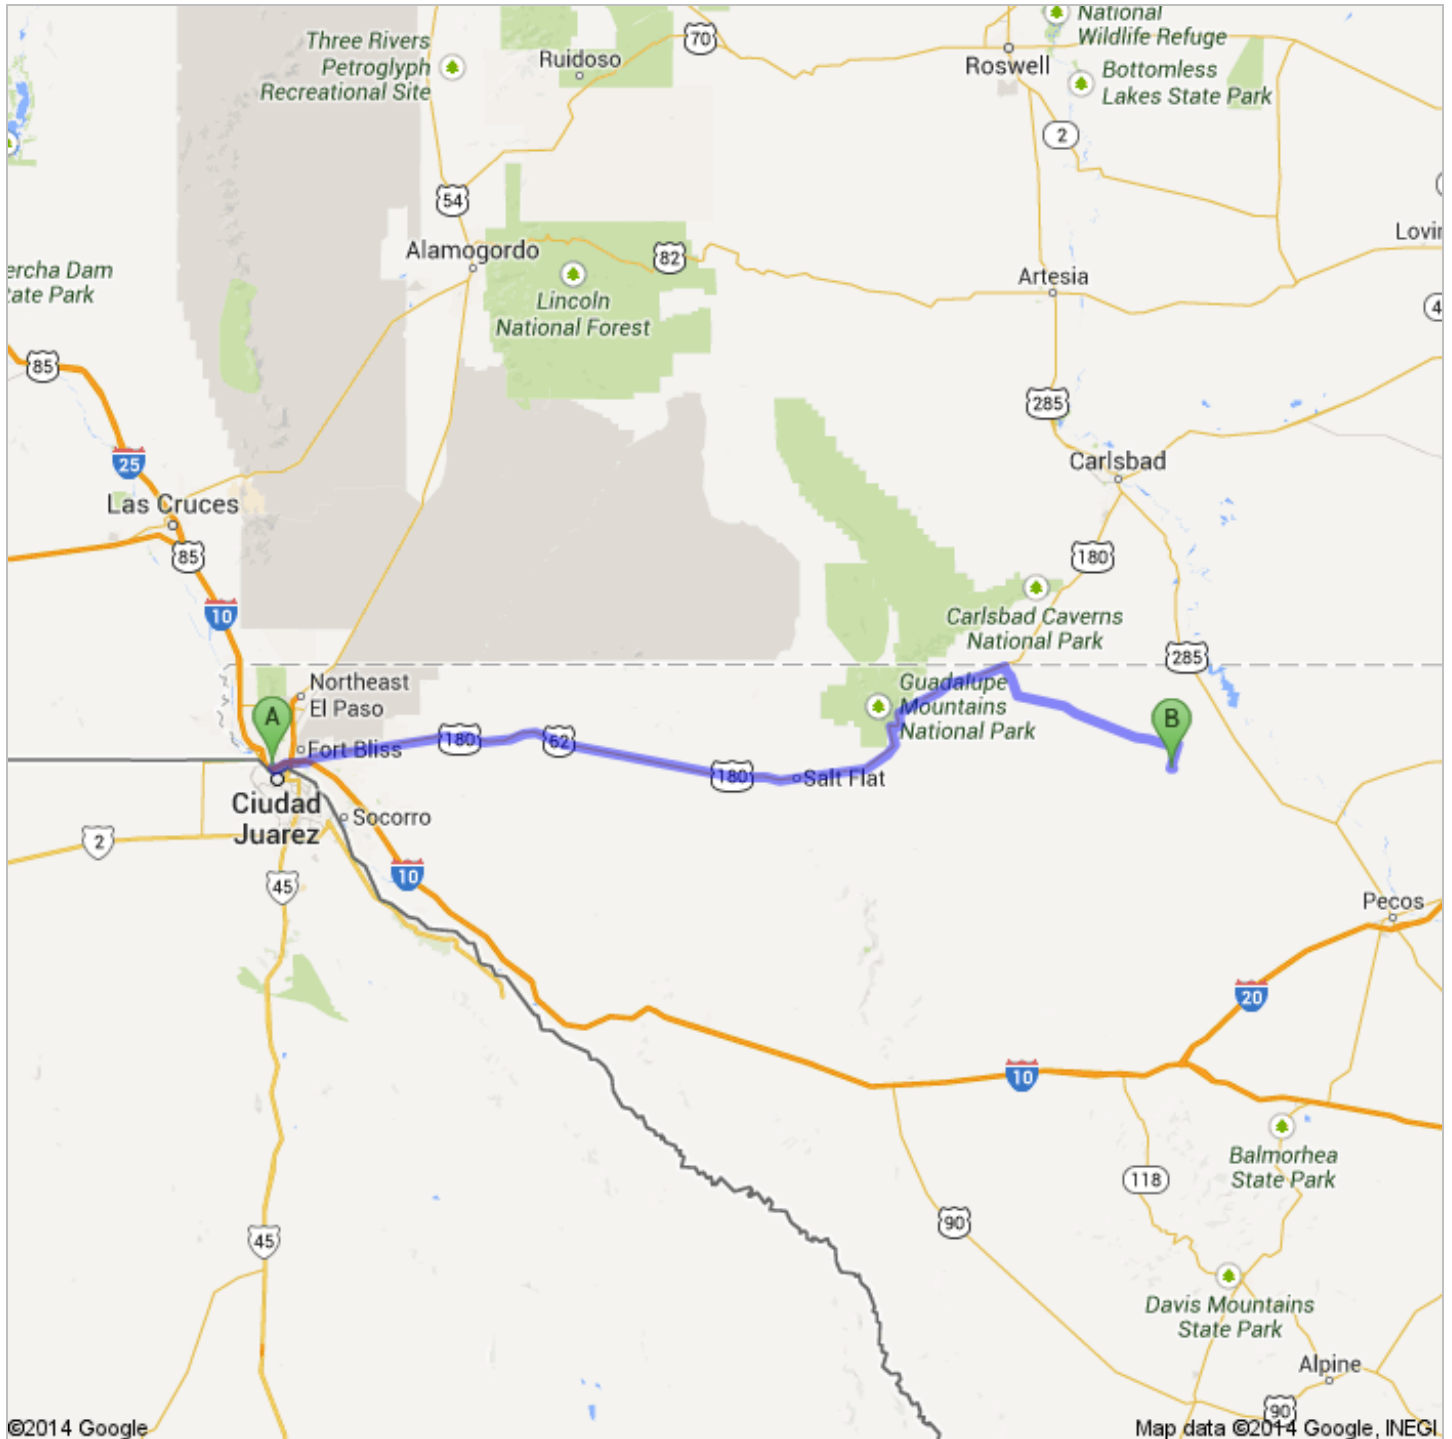 National
Wildlife Refuge
Three Rivers
Petroglyph
Recreational Site
70
Ruidoso
Roswell
Bottomless
Lakes State Park
2
54
Alamogordo
82
Lovin
ercha Dam
tate Park
Lincoln
National Forest
Artesia
4
85
285
25
Carlsbad
Las Cruces
85
180
10
Carlsbad Caverns
National Park
285
Northeast
El Paso
Guadalupe
Mountains
National Park
A
B
Fort Bliss
180
62
180
Salt Flat
Ciudad
Juarez
Socorro
2
10
45
Pecos
20
10
Balmorhea
State Park
118
90
45
Davis Mountains
State Park
Alpine
90
©2014 Google
Map data ©2014 Google, INEGI